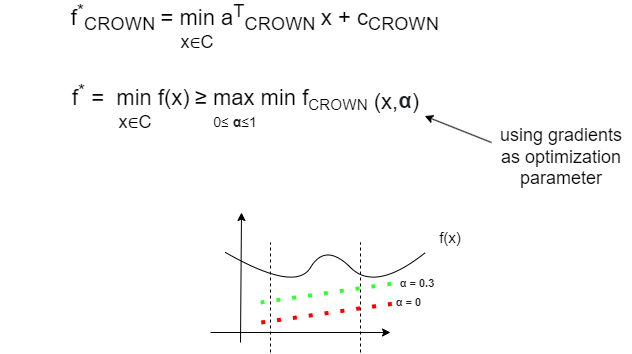 f*CROWN = min aTCROWN x + cCROWN
x∈C
f* = min f(x) ≥ max min fCROWN (x,α)
x∈C 0≤ α≤1
using gradients
as optimization
parameter
f(x)
α = 0.3
α = 0